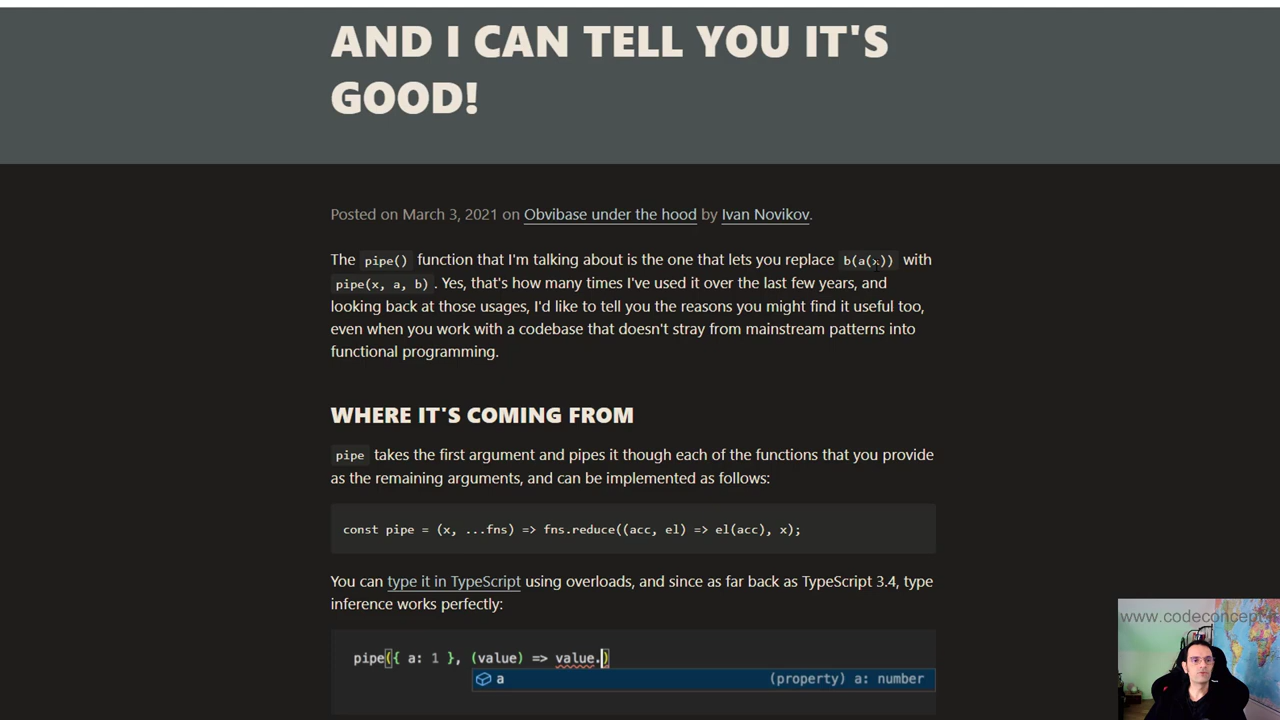 AND I CAN TELL YOU IT'S
GOOD!
Posted on March 3, 2021 on Obvibase under the hood by Ivan Novikov.
The pipe() function that I'm talking about is the one that lets you replace b(a(x)) with
pipe(x, a, b) . Yes, that's how many times I've used it over the last few years, and
looking back at those usages, I'd like to tell you the reasons you might find it useful too,
even when you work with a codebase that doesn't stray from mainstream patterns into
functional programming.
WHERE IT'S COMING FROM
pipe takes the first argument and pipes it though each of the functions that you provide
as the remaining arguments, and can be implemented as follows:
const pipe = (x, ...fns) => fns.reduce((acc, el) => el(acc), x);
You can type it in TypeScript using overloads, and since as far back as TypeScript 3.4, type
inference works perfectly:
pipe({ a: 1 }, (value) => value.)
a (property) a: number
www.codeconcept.